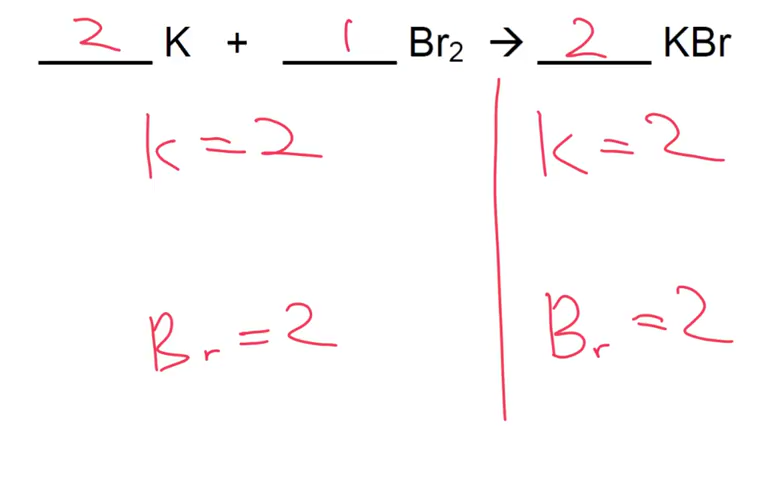 2 K + 1 Br₂ → 2 KBr
K = 2
K = 2
Br = 2
Br = 2